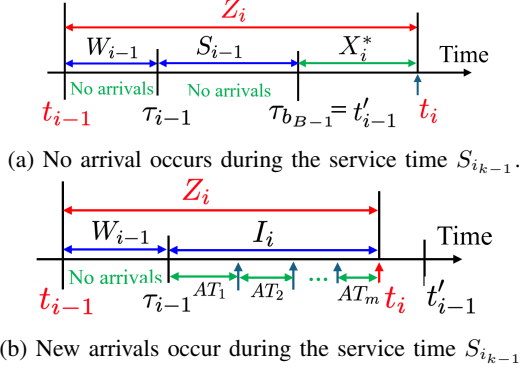 Z_i
W_{i-1} S_{i-1} X_i^* Time
No arrivals No arrivals
t_{i-1} τ_{i-1} τ_{b_{B-1}} = t'_{i-1} t_i
(a) No arrival occurs during the service time S_{i_{k-1}}.
Z_i
W_{i-1} I_i Time
No arrivals AT_1 AT_2 ... AT_m
t_{i-1} τ_{i-1} t_i t'_{i-1}
(b) New arrivals occur during the service time S_{i_{k-1}}